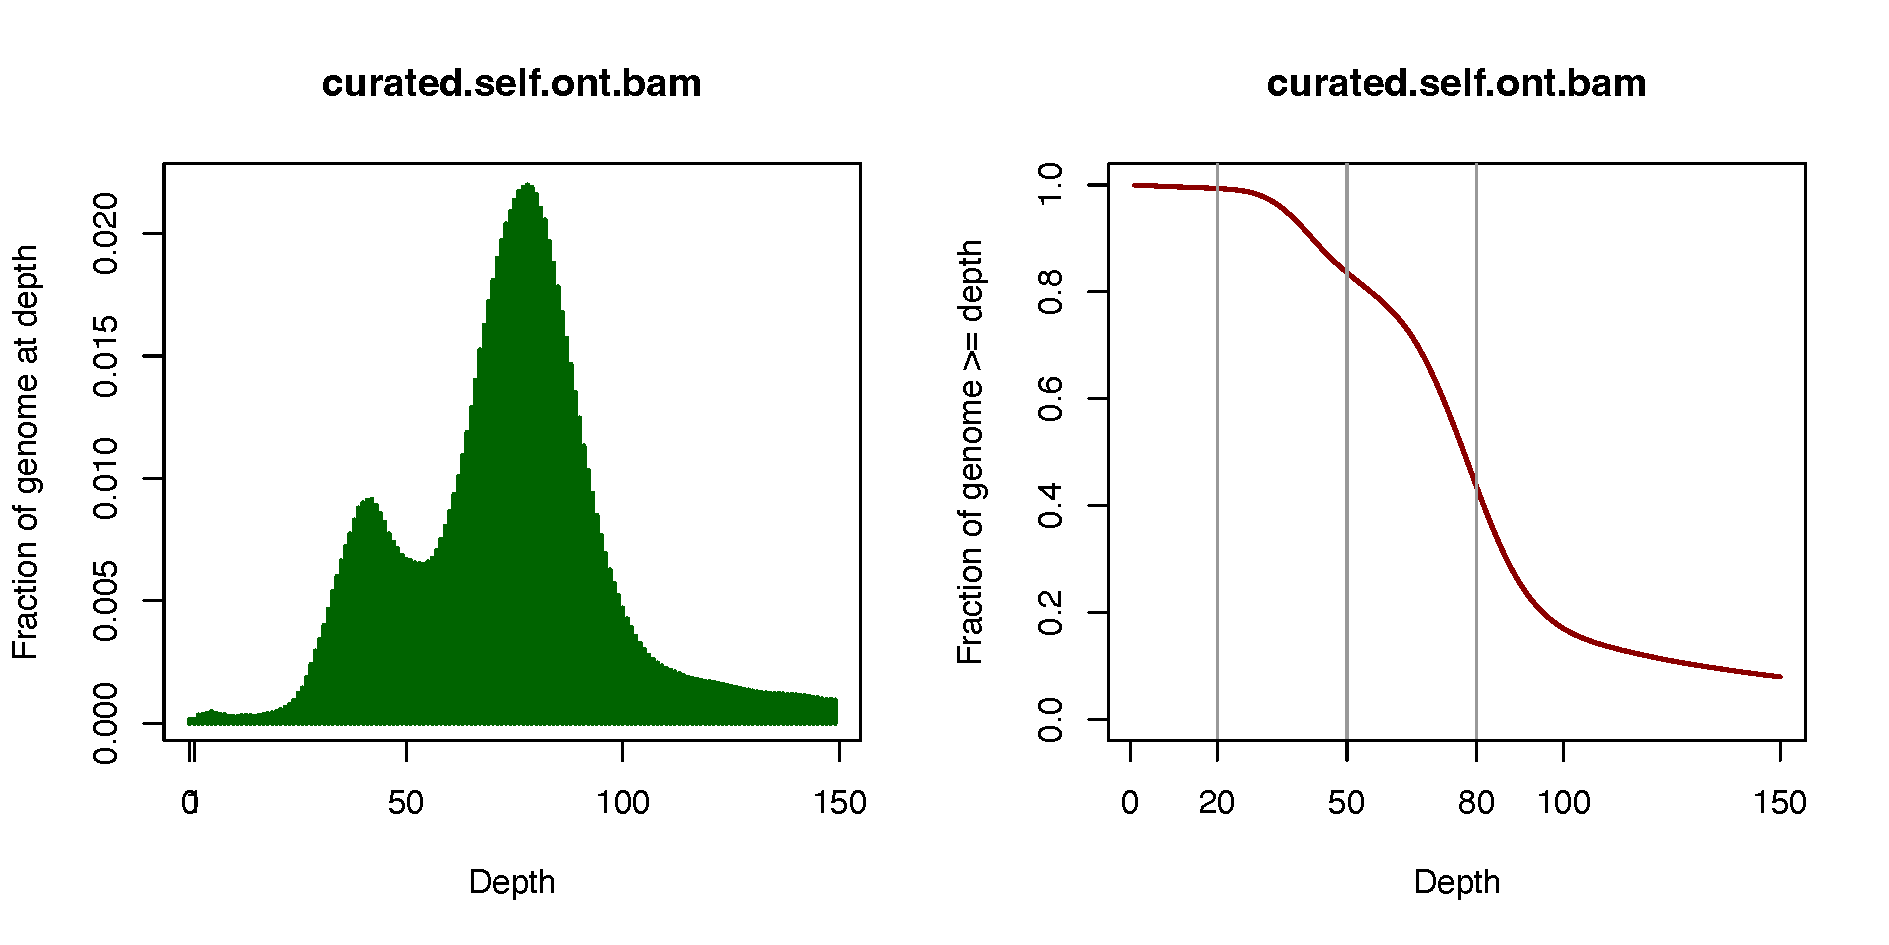 curated.self.ont.bam
Fraction of genome at depth
0.020
0.015
0.010
0.005
0.000
0 1 50 100 150
Depth
curated.self.ont.bam
Fraction of genome >= depth
1.0
0.8
0.6
0.4
0.2
0.0
0 20 50 80 100 150
Depth